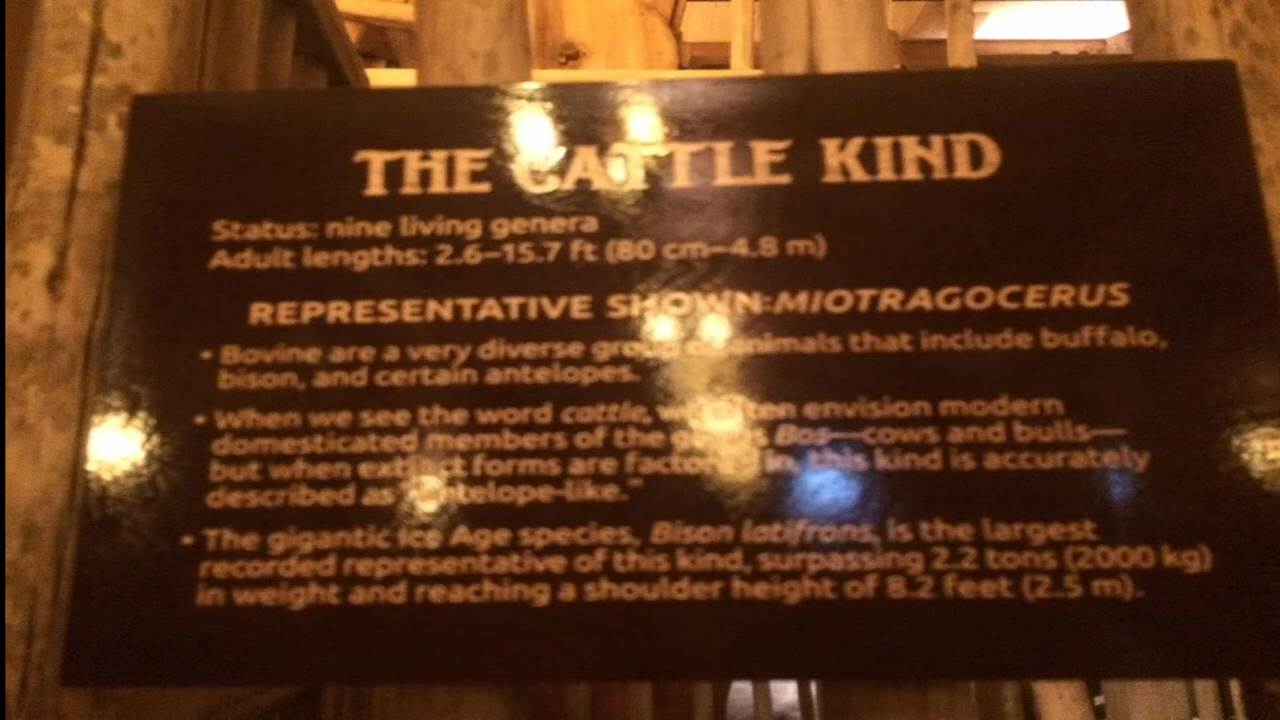 THE CATTLE KIND
Status: nine living genera
Adult lengths: 2.6–15.7 ft (80 cm–4.8 m)
REPRESENTATIVE SHOWN: MIOTRAGOCERUS
• Bovine are a very diverse group of animals that include buffalo,
bison, and certain antelopes.
• When we see the word cattle, we often envision modern
domesticated members of the genus Bos—cows and bulls—
but when extinct forms are factored in, this kind is accurately
described as "antelope-like."
• The gigantic Ice Age species, Bison latifrons, is the largest
recorded representative of this kind, surpassing 2.2 tons (2000 kg)
in weight and reaching a shoulder height of 8.2 feet (2.5 m).